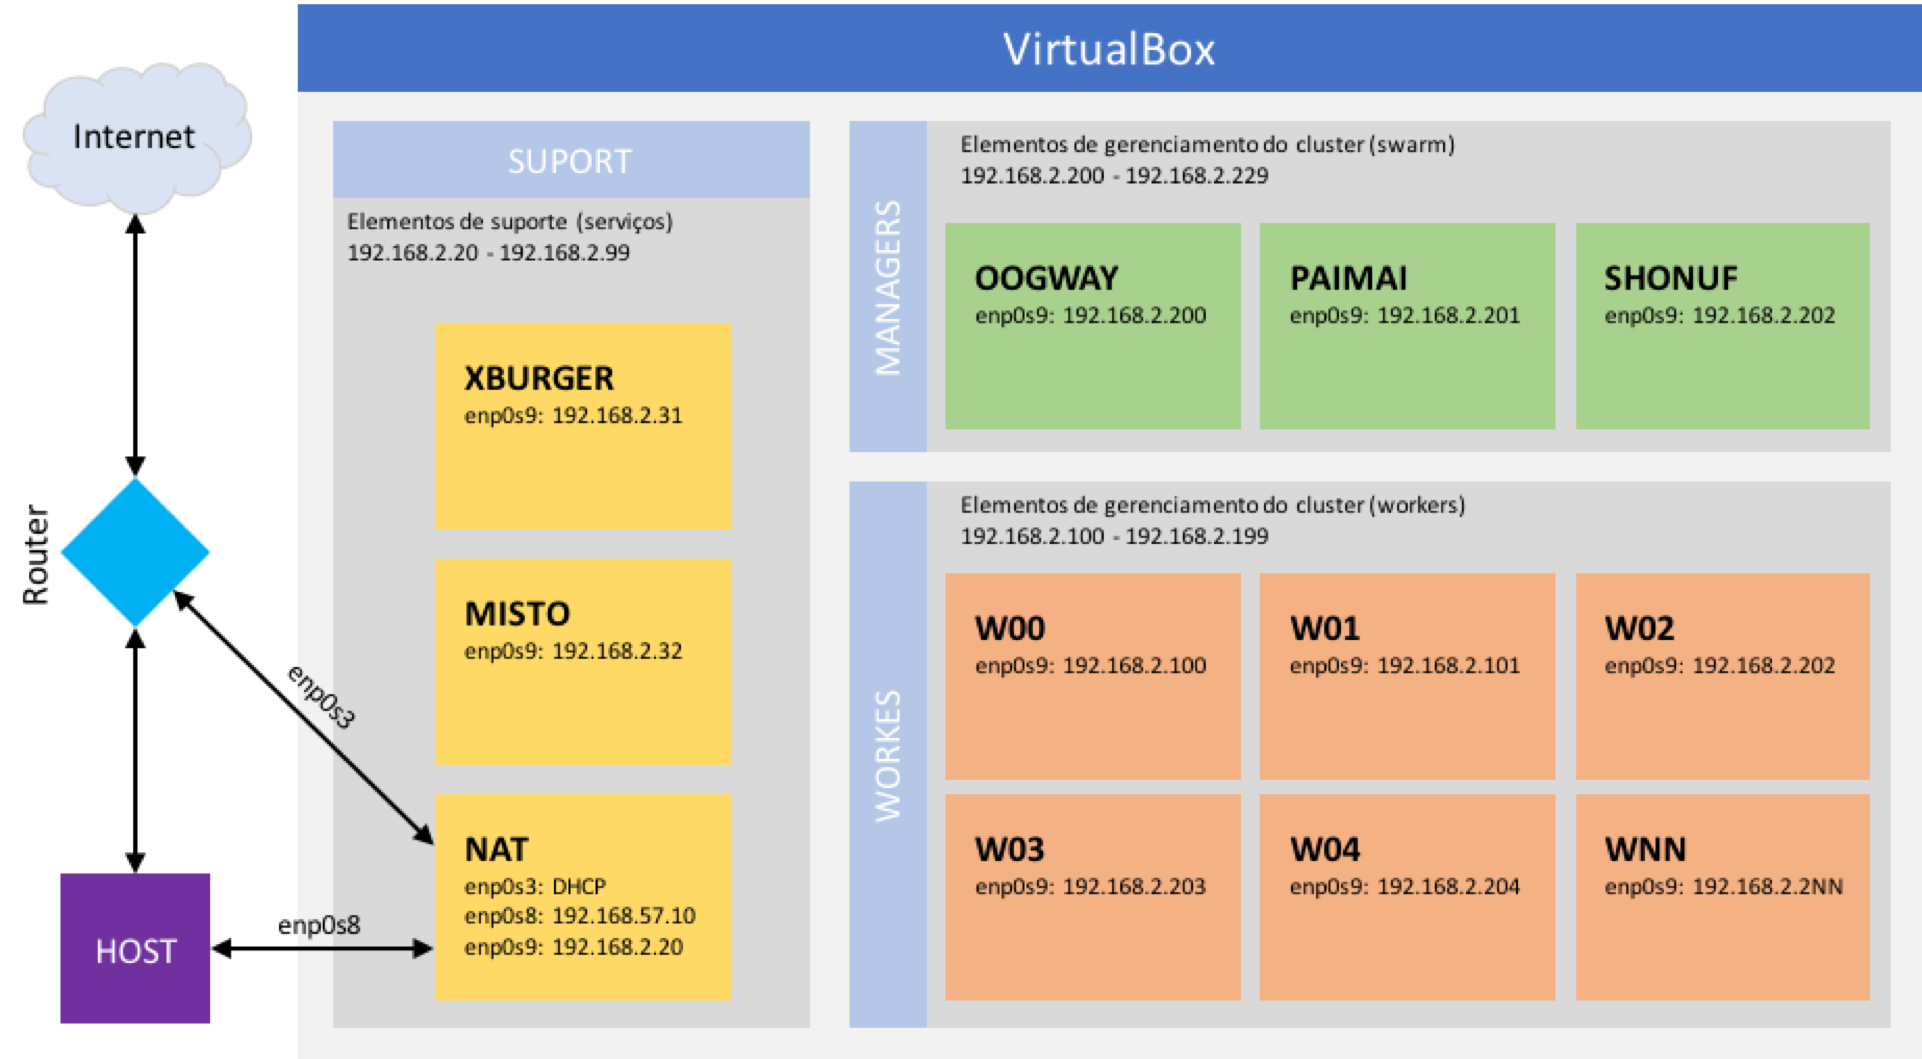 VirtualBox
Internet
Router
HOST
enp0s3
enp0s8
SUPORT
Elementos de suporte (serviços)
192.168.2.20 - 192.168.2.99
XBURGER
enp0s9: 192.168.2.31
MISTO
enp0s9: 192.168.2.32
NAT
enp0s3: DHCP
enp0s8: 192.168.57.10
enp0s9: 192.168.2.20
MANAGERS
Elementos de gerenciamento do cluster (swarm)
192.168.2.200 - 192.168.2.229
OOGWAY
enp0s9: 192.168.2.200
PAIMAI
enp0s9: 192.168.2.201
SHONUF
enp0s9: 192.168.2.202
WORKES
Elementos de gerenciamento do cluster (workers)
192.168.2.100 - 192.168.2.199
W00
enp0s9: 192.168.2.100
W01
enp0s9: 192.168.2.101
W02
enp0s9: 192.168.2.202
W03
enp0s9: 192.168.2.203
W04
enp0s9: 192.168.2.204
WNN
enp0s9: 192.168.2.2NN